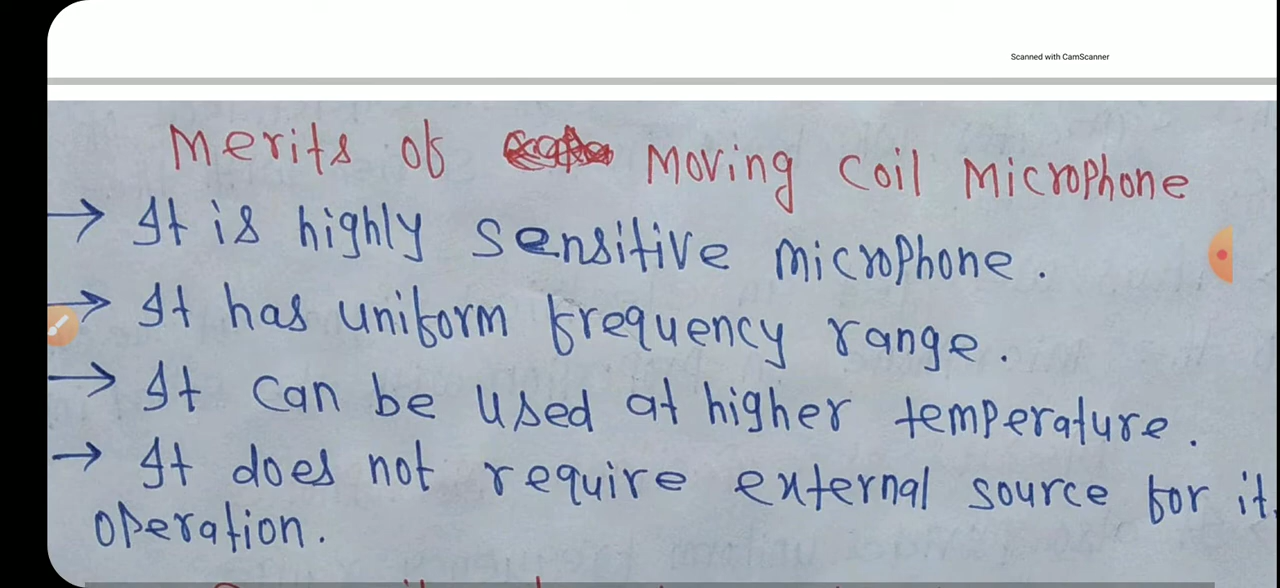 Scanned with CamScanner
Merits of Moving Coil Microphone
→ It is highly sensitive microphone.
→ It has uniform frequency range.
→ It can be used at higher temperature.
→ It does not require external source for it
operation.